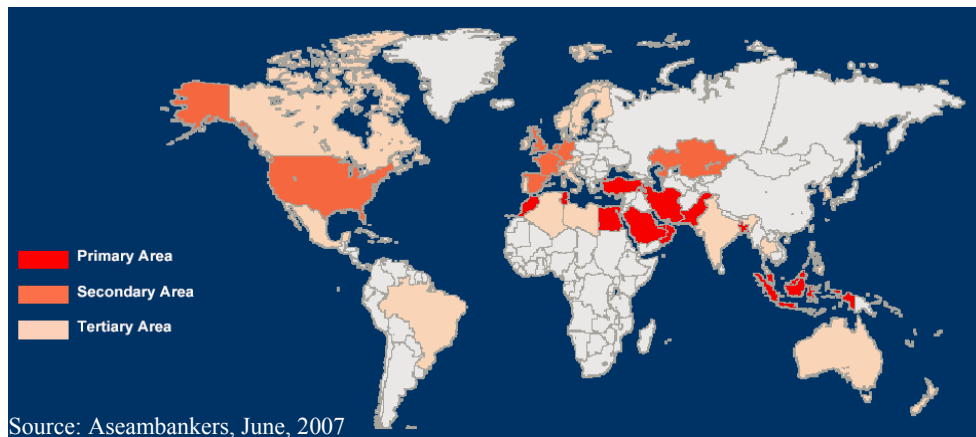 Primary Area
Secondary Area
Tertiary Area
Source: Aseambankers, June, 2007